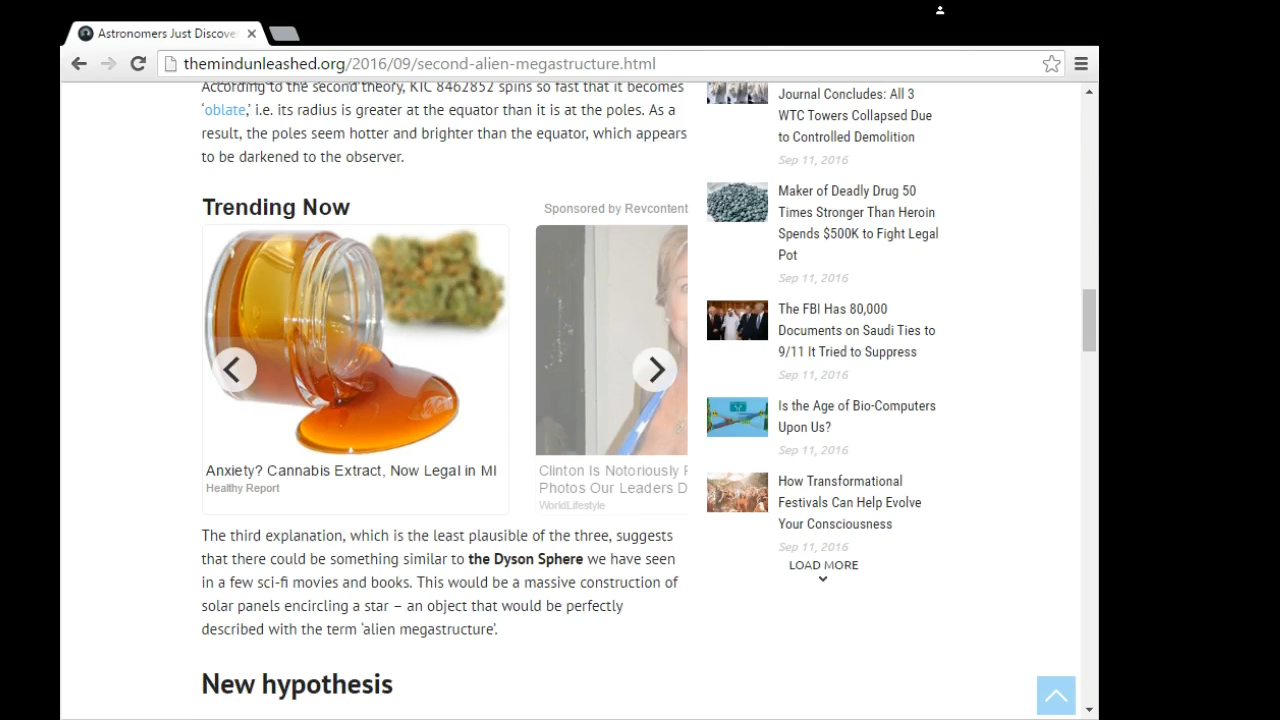 Astronomers Just Discove
themindunleashed.org/2016/09/second-alien-megastructure.html
According to the second theory, KIC 8462852 spins so fast that it becomes
‘oblate,’ i.e. its radius is greater at the equator than it is at the poles. As a
result, the poles seem hotter and brighter than the equator, which appears
to be darkened to the observer.
Trending Now
Sponsored by Revcontent
Anxiety? Cannabis Extract, Now Legal in MI
Healthy Report
Clinton Is Notoriously
Photos Our Leaders D
WorldLifestyle
The third explanation, which is the least plausible of the three, suggests
that there could be something similar to the Dyson Sphere we have seen
in a few sci-fi movies and books. This would be a massive construction of
solar panels encircling a star – an object that would be perfectly
described with the term ‘alien megastructure’.
New hypothesis
Journal Concludes: All 3
WTC Towers Collapsed Due
to Controlled Demolition
Sep 11, 2016
Maker of Deadly Drug 50
Times Stronger Than Heroin
Spends $500K to Fight Legal
Pot
Sep 11, 2016
The FBI Has 80,000
Documents on Saudi Ties to
9/11 It Tried to Suppress
Sep 11, 2016
Is the Age of Bio-Computers
Upon Us?
Sep 11, 2016
How Transformational
Festivals Can Help Evolve
Your Consciousness
Sep 11, 2016
LOAD MORE